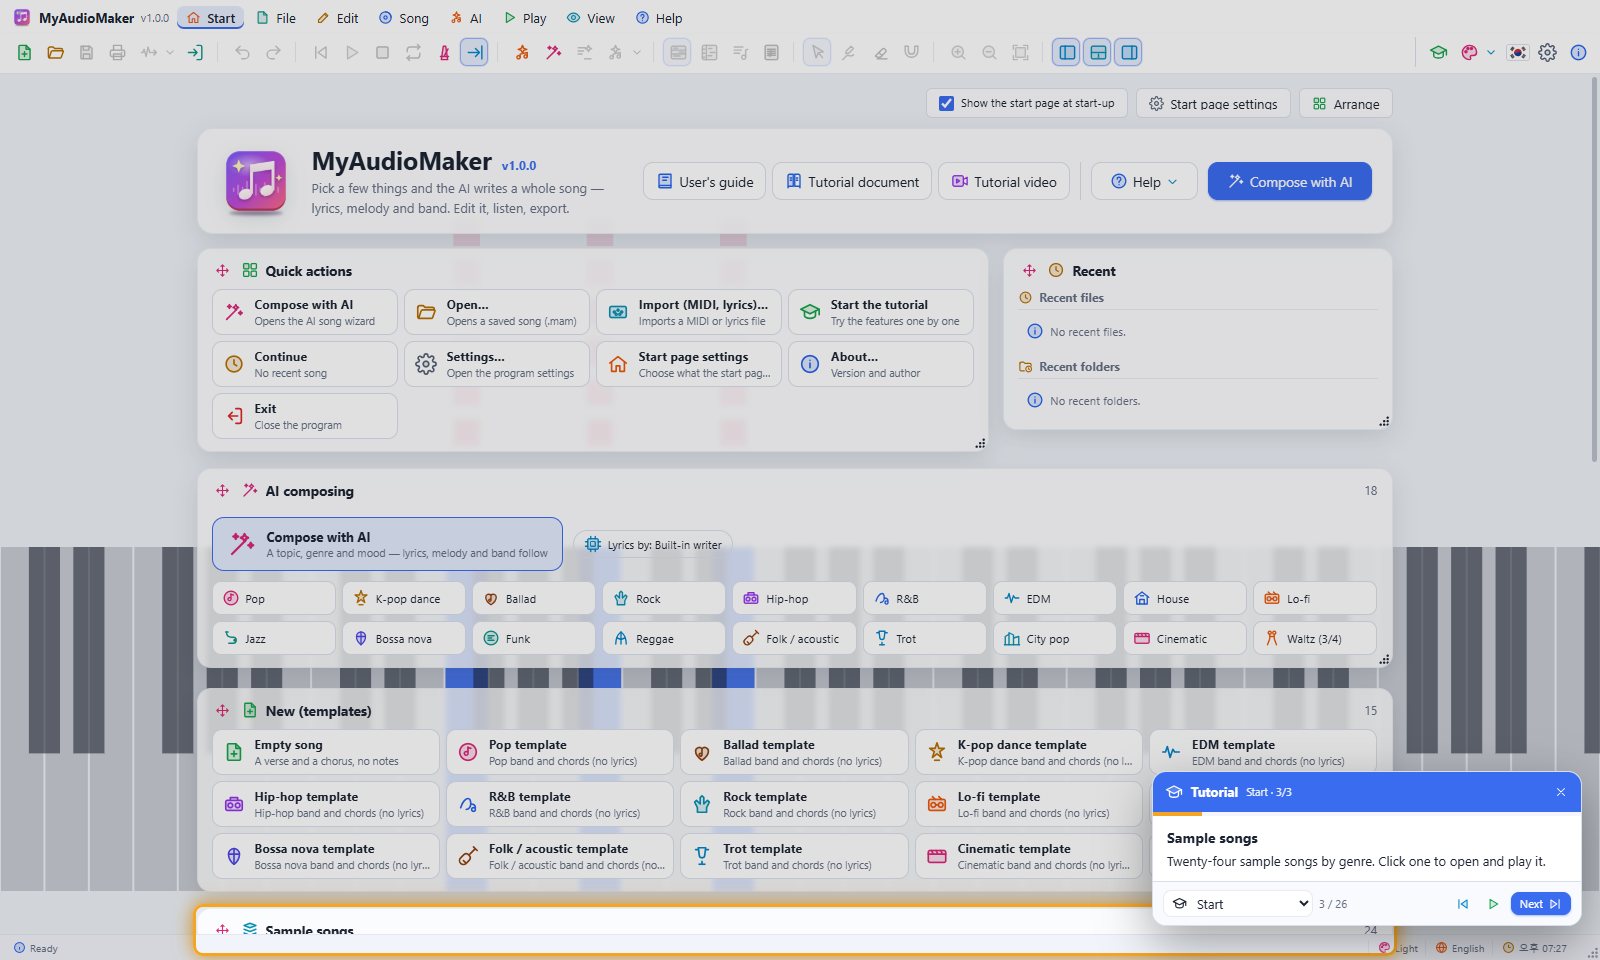 MyAudioMaker v1.0.0 Start File Edit Song AI Play View Help
Show the start page at start-up
Start page settings
Arrange
MyAudioMaker v1.0.0
Pick a few things and the AI writes a whole song —
lyrics, melody and band. Edit it, listen, export.
User's guide
Tutorial document
Tutorial video
Help
Compose with AI
Quick actions
Compose with AI
Opens the AI song wizard
Open...
Opens a saved song (.mam)
Import (MIDI, lyrics)...
Imports a MIDI or lyrics file
Start the tutorial
Try the features one by one
Continue
No recent song
Settings...
Open the program settings
Start page settings
Choose what the start pag...
About...
Version and author
Exit
Close the program
Recent
Recent files
No recent files.
Recent folders
No recent folders.
AI composing 18
Compose with AI
A topic, genre and mood — lyrics, melody and band follow
Lyrics by: Built-in writer
Pop K-pop dance Ballad Rock Hip-hop R&B EDM House Lo-fi
Jazz Bossa nova Funk Reggae Folk / acoustic Trot City pop Cinematic Waltz (3/4)
New (templates) 15
Empty song
A verse and a chorus, no notes
Pop template
Pop band and chords (no lyrics)
Ballad template
Ballad band and chords (no lyrics)
K-pop dance template
K-pop dance band and chords (no l...
EDM template
EDM band and chords (no lyrics)
Hip-hop template
Hip-hop band and chords (no lyrics)
R&B template
R&B band and chords (no lyrics)
Rock template
Rock band and chords (no lyrics)
Lo-fi template
Lo-fi band and chords (no lyrics)
Bossa nova template
Bossa nova band and chords (no lyr...
Folk / acoustic template
Folk / acoustic band and chords (no...
Trot template
Trot band and chords (no lyrics)
Cinematic template
Cinematic band and chords (no lyri...
Sample songs 24
Tutorial Start · 3/3
Sample songs
Twenty-four sample songs by genre. Click one to open and play it.
Start 3 / 26 Next
Ready Light English 오후 07:27